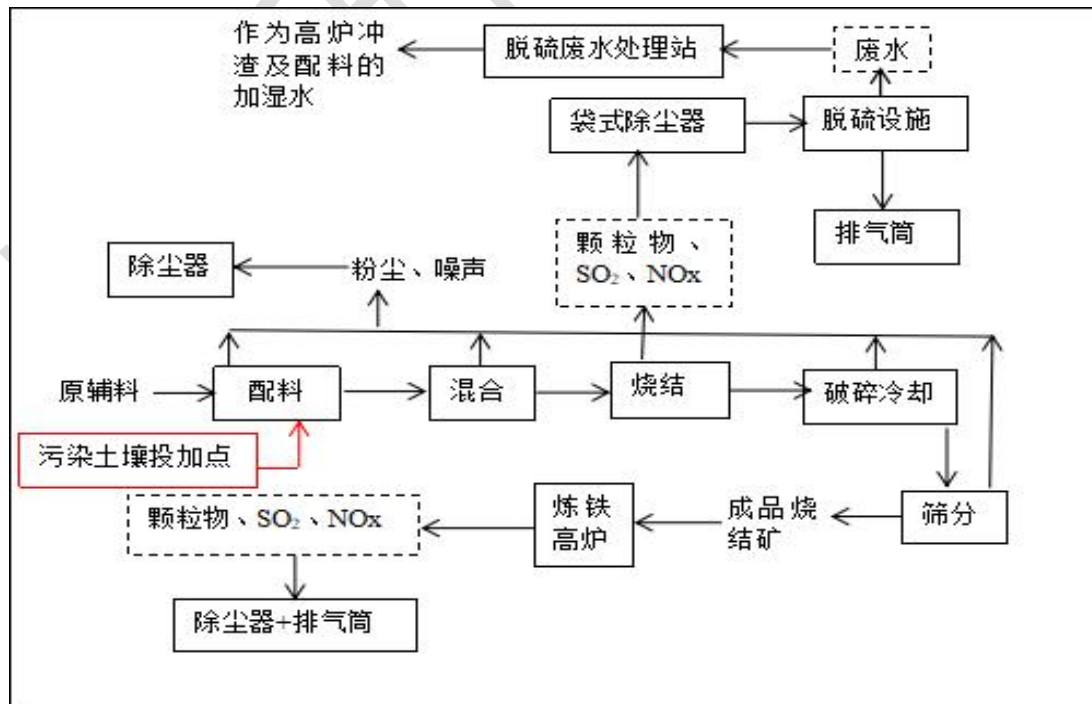 作为高炉冲
渣及配料的
加湿水
脱硫废水处理站
废水
袋式除尘器
脱硫设施
排气筒
颗粒物、
SO₂、NOx
除尘器
粉尘、噪声
原辅料
配料
混合
烧结
破碎冷却
污染土壤投加点
颗粒物、SO₂、NOx
炼铁
高炉
成品烧
结矿
筛分
除尘器+排气筒